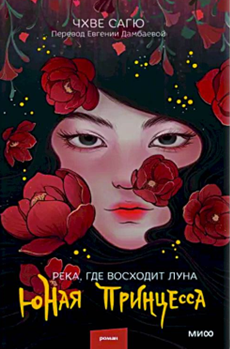 ЧХВЕ САГЮ
Перевод Евгении Дамбаевой
РЕКА, ГДЕ ВОСХОДИТ ЛУНА
ЮНАЯ ПРИНЦЕССА
роман
МИФ